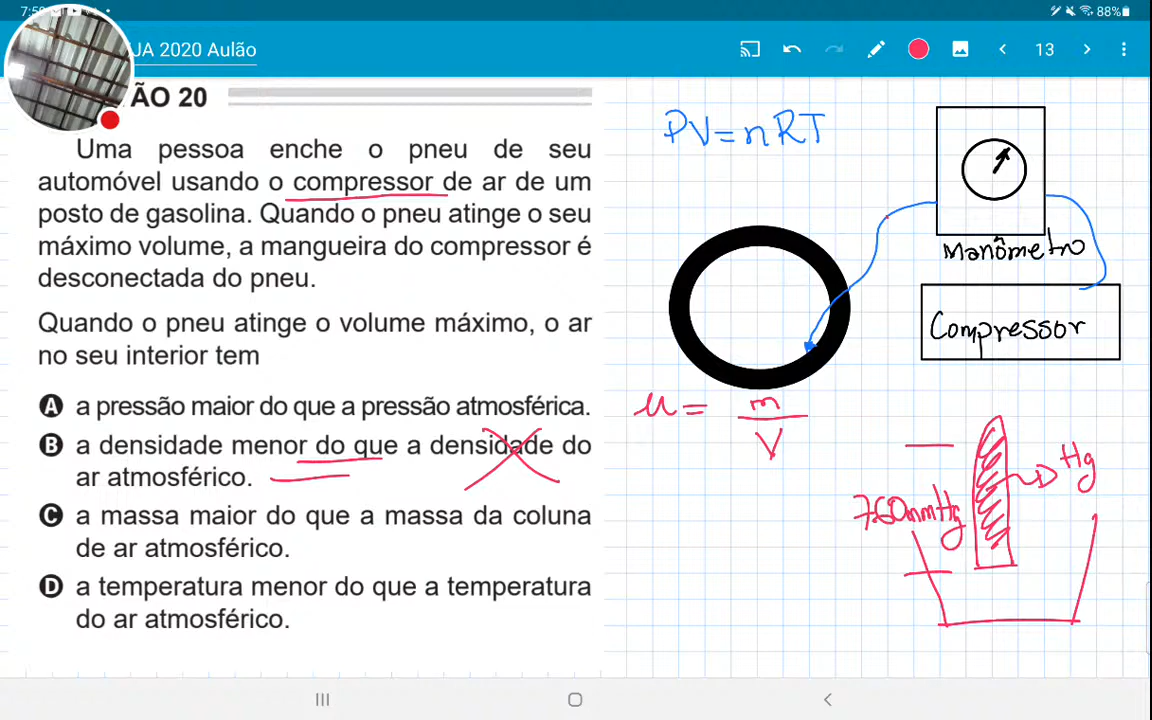 7:59
88%
JA 2020 Aulão
13
ÃO 20
Uma pessoa enche o pneu de seu
automóvel usando o compressor de ar de um
posto de gasolina. Quando o pneu atinge o seu
máximo volume, a mangueira do compressor é
desconectada do pneu.
Quando o pneu atinge o volume máximo, o ar
no seu interior tem
A a pressão maior do que a pressão atmosférica.
B a densidade menor do que a densidade do
ar atmosférico.
C a massa maior do que a massa da coluna
de ar atmosférico.
D a temperatura menor do que a temperatura
do ar atmosférico.
PV=nRT
Manômetro
Compressor
μ = m
V
Hg
760mmHg